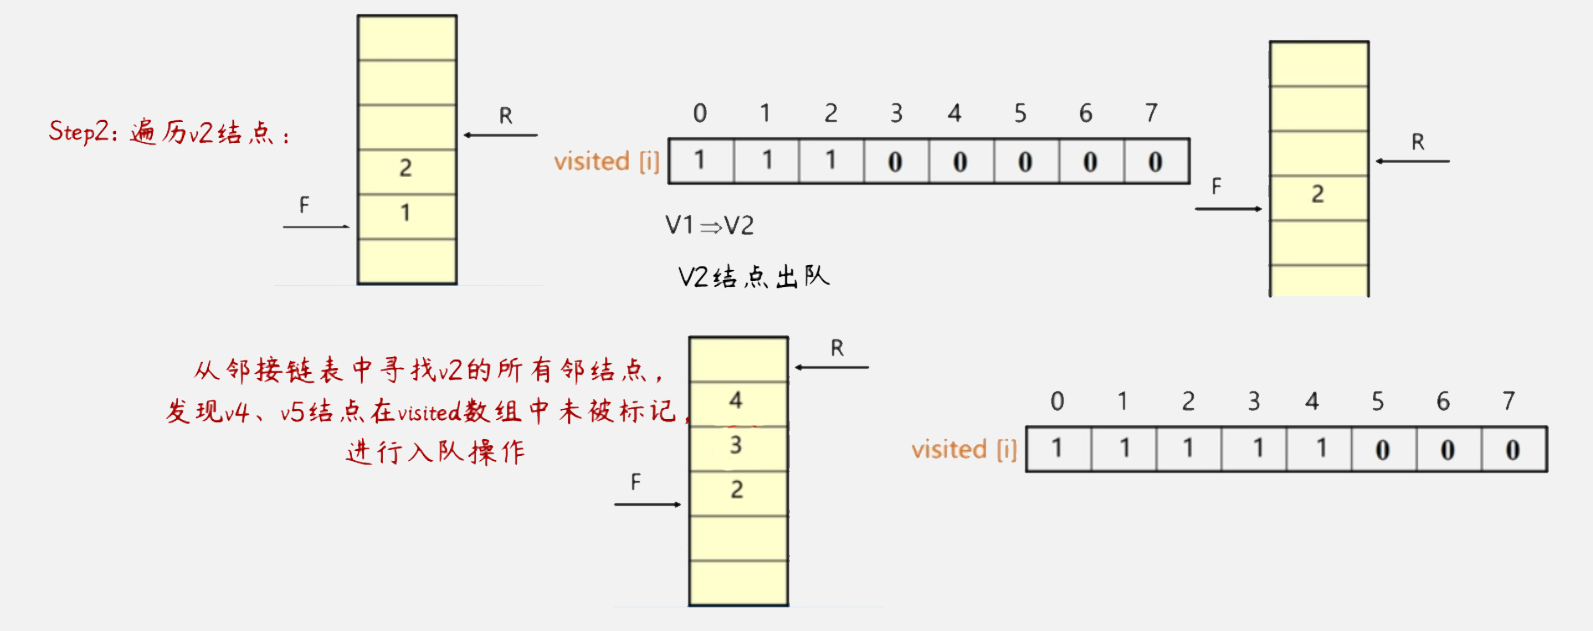 Step2: 遍历v2结点：
R
2
F
1
0 1 2 3 4 5 6 7
visited [i] 1 1 1 0 0 0 0 0
V1⇒V2
V2结点出队
R
F
2
从邻接链表中寻找v2的所有邻结点，
发现v4、v5结点在visited数组中未被标记，
进行入队操作
R
4
3
F
2
0 1 2 3 4 5 6 7
visited [i] 1 1 1 1 1 0 0 0